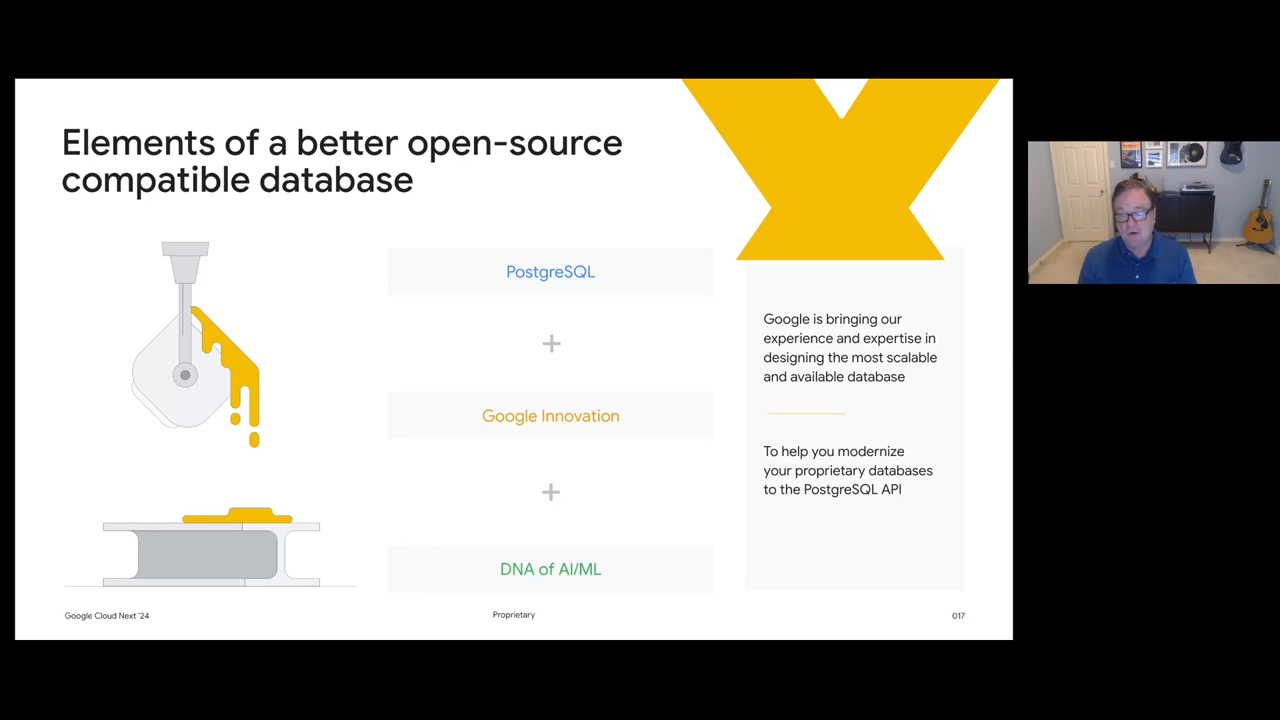 Elements of a better open-source
compatible database
PostgreSQL
+
Google Innovation
+
DNA of AI/ML
Google is bringing our
experience and expertise in
designing the most scalable
and available database
To help you modernize
your proprietary databases
to the PostgreSQL API
Google Cloud Next '24
Proprietary
017